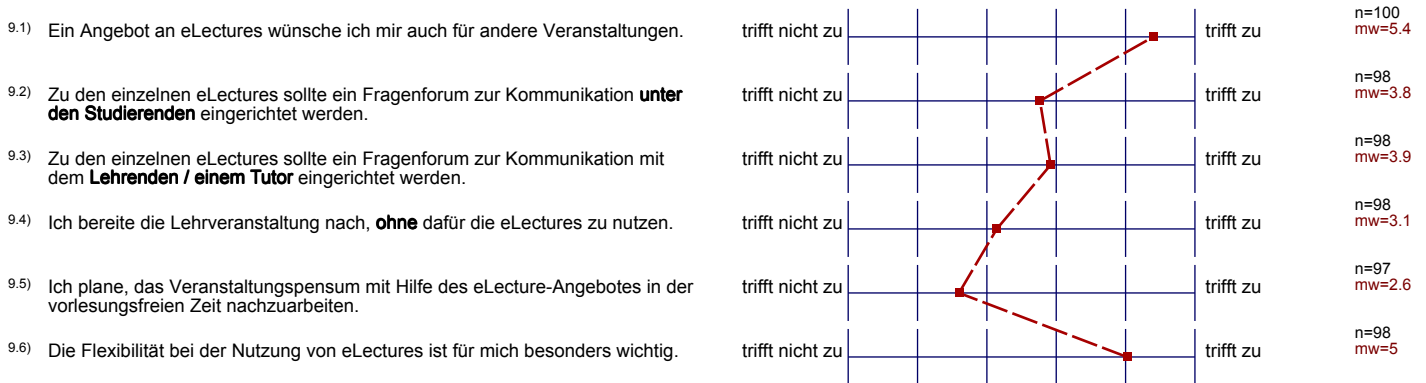 9.1) Ein Angebot an eLectures wünsche ich mir auch für andere Veranstaltungen. trifft nicht zu trifft zu n=100
mw=5.4
9.2) Zu den einzelnen eLectures sollte ein Fragenforum zur Kommunikation unter trifft nicht zu trifft zu n=98
den Studierenden eingerichtet werden. mw=3.8
9.3) Zu den einzelnen eLectures sollte ein Fragenforum zur Kommunikation mit trifft nicht zu trifft zu n=98
dem Lehrenden / einem Tutor eingerichtet werden. mw=3.9
9.4) Ich bereite die Lehrveranstaltung nach, ohne dafür die eLectures zu nutzen. trifft nicht zu trifft zu n=98
mw=3.1
9.5) Ich plane, das Veranstaltungspensum mit Hilfe des eLecture-Angebotes in der trifft nicht zu trifft zu n=97
vorlesungsfreien Zeit nachzuarbeiten. mw=2.6
9.6) Die Flexibilität bei der Nutzung von eLectures ist für mich besonders wichtig. trifft nicht zu trifft zu n=98
mw=5